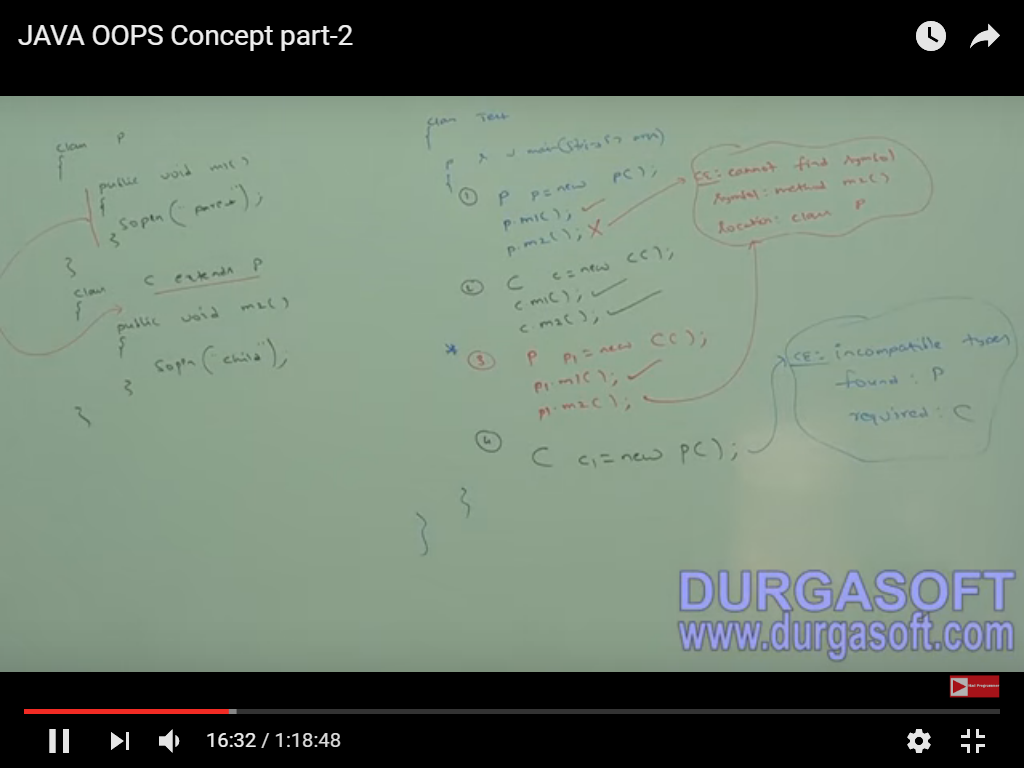 JAVA OOPS Concept part-2
class P
{
public void m1()
{
Sopln("parent");
}
}
class C extends P
{
public void m2()
{
Sopln("child");
}
}
class Test
{
P S V main(String[] args)
{
①
P p=new P();
p.m1();
p.m2();
CE: cannot find symbol
symbol: method m2()
location: class P
②
C c=new C();
c.m1();
c.m2();
*
③
P p1=new C();
p1.m1();
p1.m2();
CE: incompatible types
found: P
required: C
④
C c1=new P();
}
}
DURGASOFT
www.durgasoft.com
16:32 / 1:18:48